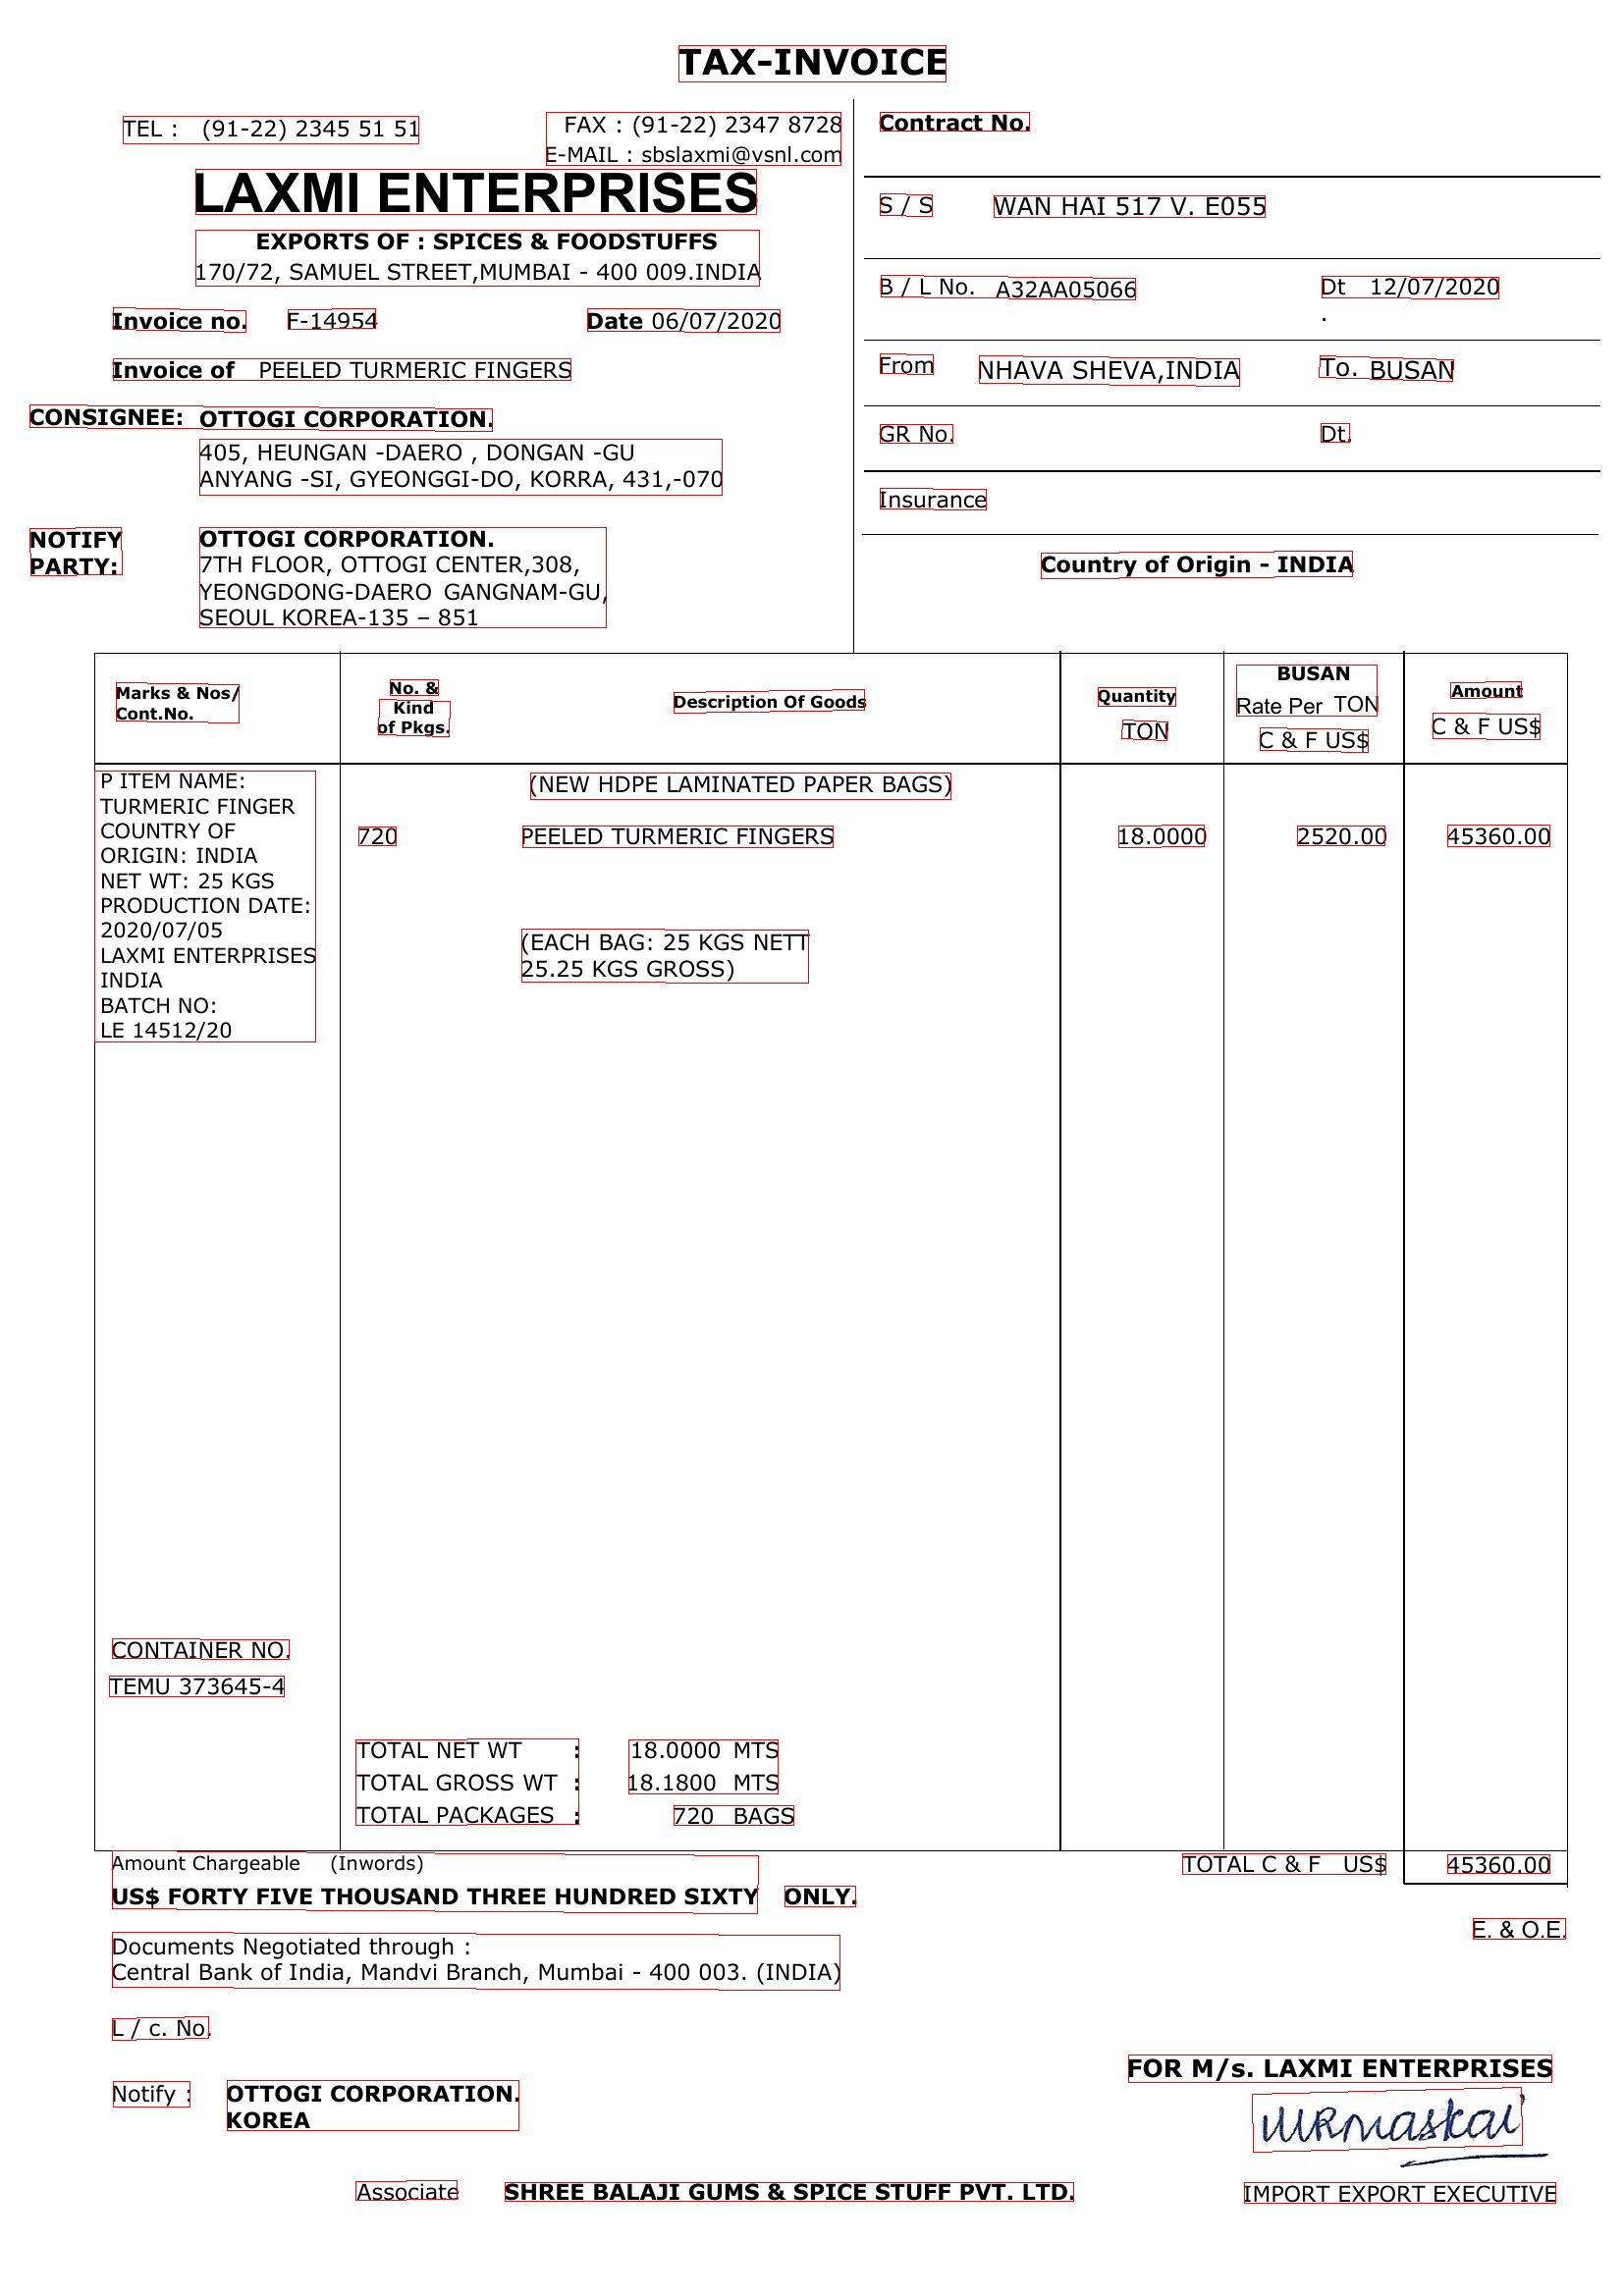 TAX-INVOICE
TEL : (91-22) 2345 51 51
FAX : (91-22) 2347 8728
E-MAIL : sbslaxmi@vsnl.com
LAXMI ENTERPRISES
EXPORTS OF : SPICES & FOODSTUFFS
170/72, SAMUEL STREET,MUMBAI - 400 009.INDIA
Invoice no. F-14954 Date 06/07/2020
Invoice of PEELED TURMERIC FINGERS
CONSIGNEE: OTTOGI CORPORATION.
405, HEUNGAN -DAERO , DONGAN -GU
ANYANG -SI, GYEONGGI-DO, KORRA, 431,-070
NOTIFY
PARTY:
OTTOGI CORPORATION.
7TH FLOOR, OTTOGI CENTER,308,
YEONGDONG-DAERO GANGNAM-GU,
SEOUL KOREA-135 – 851
Contract No.
S / S WAN HAI 517 V. E055
B / L No. A32AA05066 Dt 12/07/2020
.
From NHAVA SHEVA,INDIA To. BUSAN
GR No. Dt.
Insurance
Country of Origin - INDIA
Marks & Nos/
Cont.No.
No. &
Kind
of Pkgs.
Description Of Goods
Quantity
TON
BUSAN
Rate Per TON
C & F US$
Amount
C & F US$
P ITEM NAME:
TURMERIC FINGER
COUNTRY OF
ORIGIN: INDIA
NET WT: 25 KGS
PRODUCTION DATE:
2020/07/05
LAXMI ENTERPRISES
INDIA
BATCH NO:
LE 14512/20
(NEW HDPE LAMINATED PAPER BAGS)
720 PEELED TURMERIC FINGERS 18.0000 2520.00 45360.00
(EACH BAG: 25 KGS NETT
25.25 KGS GROSS)
CONTAINER NO.
TEMU 373645-4
TOTAL NET WT : 18.0000 MTS
TOTAL GROSS WT : 18.1800 MTS
TOTAL PACKAGES : 720 BAGS
Amount Chargeable (Inwords)
TOTAL C & F US$ 45360.00
US$ FORTY FIVE THOUSAND THREE HUNDRED SIXTY ONLY.
E. & O.E.
Documents Negotiated through :
Central Bank of India, Mandvi Branch, Mumbai - 400 003. (INDIA)
L / c. No.
FOR M/s. LAXMI ENTERPRISES
Notify : OTTOGI CORPORATION.
KOREA
Associate SHREE BALAJI GUMS & SPICE STUFF PVT. LTD.
IMPORT EXPORT EXECUTIVE